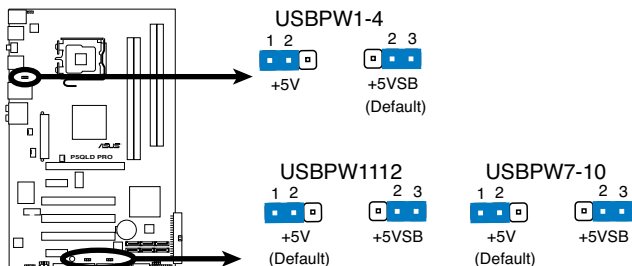 USBPW1-4
1 2
2 3
+5V
+5VSB
(Default)
ASUS
P5QLD PRO
USBPW1112
USBPW7-10
1 2
2 3
1 2
2 3
+5V
+5VSB
+5V
+5VSB
(Default)
(Default)